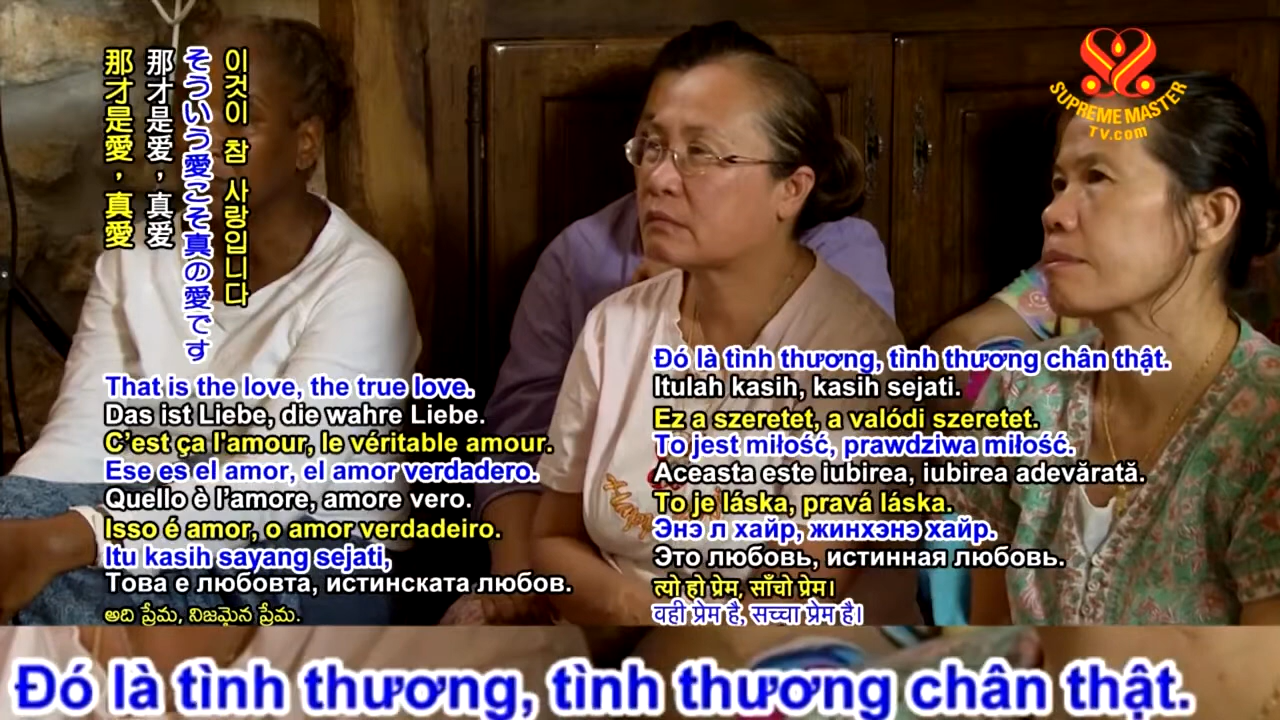 이것이 참 사랑입니다
そういう愛こそ真の愛です
那才是爱，真爱
那才是愛，真愛
SUPREME MASTER
TV.com
That is the love, the true love.
Das ist Liebe, die wahre Liebe.
C'est ça l'amour, le véritable amour.
Ese es el amor, el amor verdadero.
Quello è l'amore, amore vero.
Isso é amor, o amor verdadeiro.
Itu kasih sayang sejati,
Това е любовта, истинската любов.
అది ప్రేమ, నిజమైన ప్రేమ.
Đó là tình thương, tình thương chân thật.
Itulah kasih, kasih sejati.
Ez a szeretet, a valódi szeretet.
To jest miłość, prawdziwa miłość.
Aceasta este iubirea, iubirea adevărată.
To je láska, pravá láska.
Энэ л хайр, жинхэнэ хайр.
Это любовь, истинная любовь.
त्यो हो प्रेम, साँचो प्रेम।
वही प्रेम है, सच्चा प्रेम है।
Đó là tình thương, tình thương chân thật.